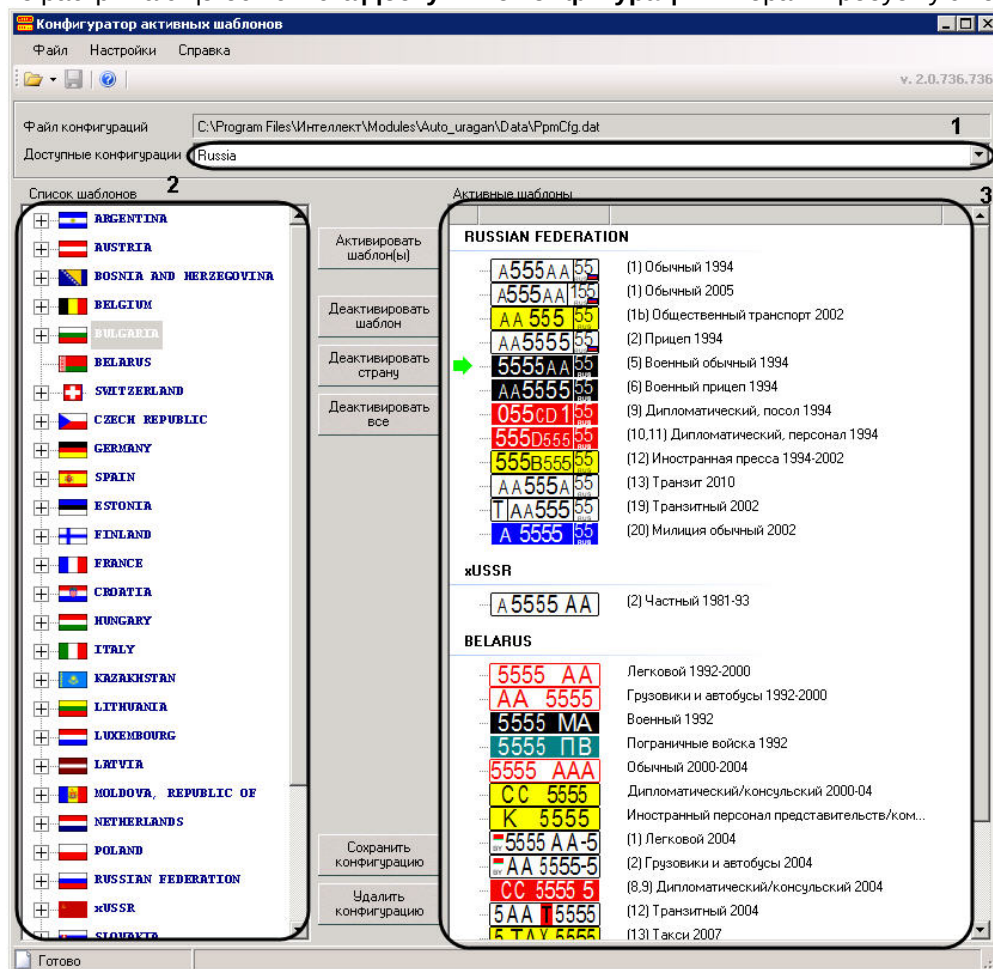 Конфигуратор активных шаблонов
Файл Настройки Справка
v. 2.0.736.736
Файл конфигураций C:\Program Files\Интеллект\Modules\Auto_uragan\Data\PpmCfg.dat 1
Доступные конфигурации Russia
Список шаблонов 2
ARGENTINA
AUSTRIA
BOSNIA AND HERZEGOVINA
BELGIUM
BULGARIA
BELARUS
SWITZERLAND
CZECH REPUBLIC
GERMANY
SPAIN
ESTONIA
FINLAND
FRANCE
CROATIA
HUNGARY
ITALY
KAZAKHSTAN
LITHUANIA
LUXEMBOURG
LATVIA
MOLDOVA, REPUBLIC OF
NETHERLANDS
POLAND
RUSSIAN FEDERATION
xUSSR
SLOVAKIA
Активировать
шаблон(ы)
Деактивировать
шаблон
Деактивировать
страну
Деактивировать
все
Сохранить
конфигурацию
Удалить
конфигурацию
Активные шаблоны 3
RUSSIAN FEDERATION
A555AA 55 (1) Обычный 1994
A555AA 155 (1) Обычный 2005
AA 555 55 (1b) Общественный транспорт 2002
AA5555 55 (2) Прицеп 1994
5555AA 55 (5) Военный обычный 1994
AA5555 55 (6) Военный прицеп 1994
055CD 1 55 (9) Дипломатический, посол 1994
555D555 55 (10,11) Дипломатический, персонал 1994
555B555 55 (12) Иностранная пресса 1994-2002
AA555A 55 (13) Транзит 2010
T AA555 55 (19) Транзитный 2002
A 5555 55 (20) Милиция обычный 2002
xUSSR
A 5555 AA (2) Частный 1981-93
BELARUS
5555 AA Легковой 1992-2000
AA 5555 Грузовики и автобусы 1992-2000
5555 MA Военный 1992
5555 ПВ Пограничные войска 1992
5555 AAA Обычный 2000-2004
CC 5555 Дипломатический/консульский 2000-04
K 5555 Иностранный персонал представительств/ком...
5555 AA-5 (1) Легковой 2004
AA 5555-5 (2) Грузовики и автобусы 2004
CC 5555 5 (8,9) Дипломатический/консульский 2004
5AA T 5555 (12) Транзитный 2004
5 TAX 5555 (13) Такси 2007
Готово